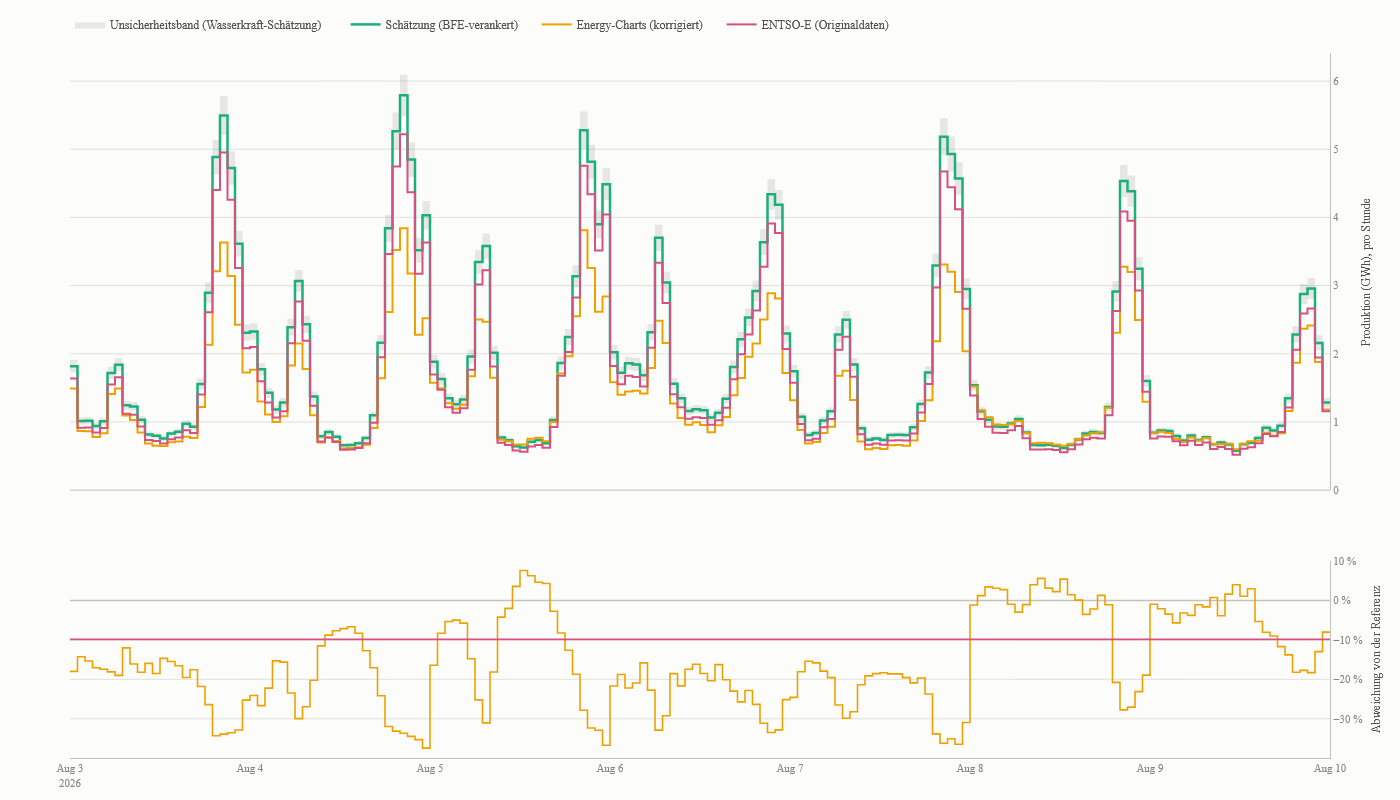 Unsicherheitsband (Wasserkraft-Schätzung)
Schätzung (BFE-verankert)
Energy-Charts (korrigiert)
ENTSO-E (Originaldaten)
6
5
4
3
2
1
0
Produktion (GWh), pro Stunde
10 %
0 %
−10 %
−20 %
−30 %
Abweichung von der Referenz
Aug 3
2026
Aug 4
Aug 5
Aug 6
Aug 7
Aug 8
Aug 9
Aug 10